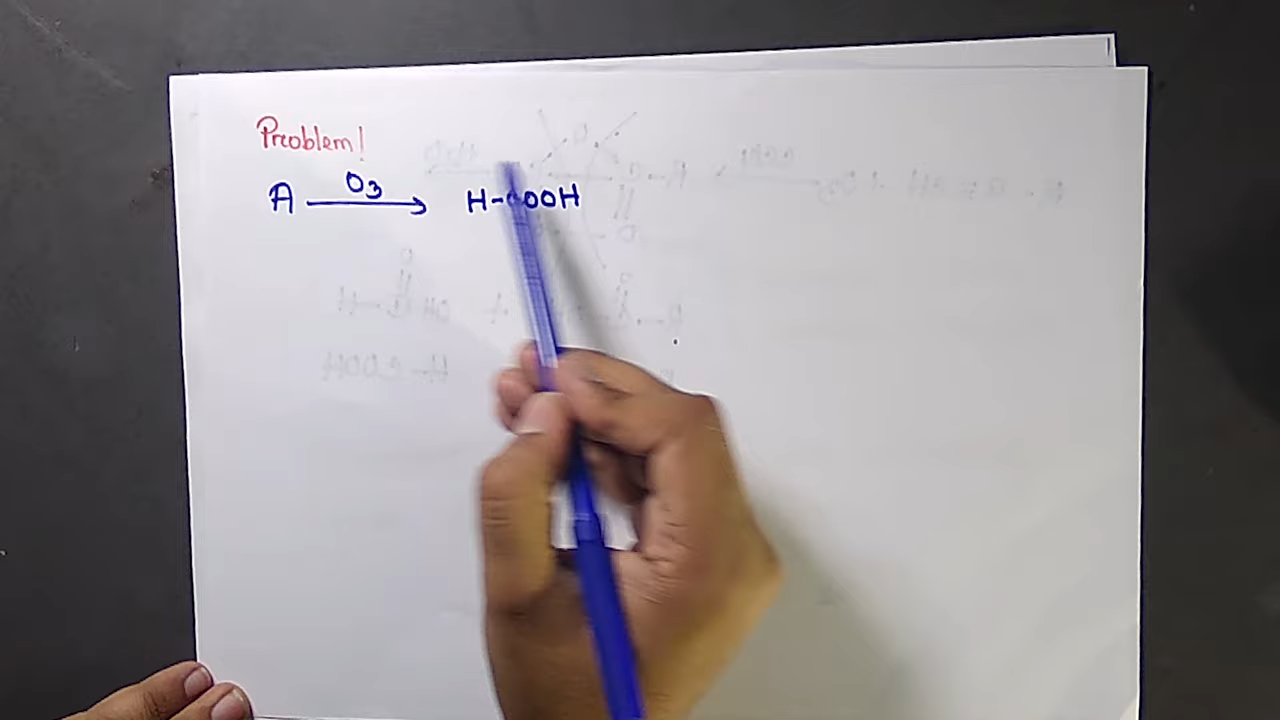 Problem!
A O3 → H-COOH